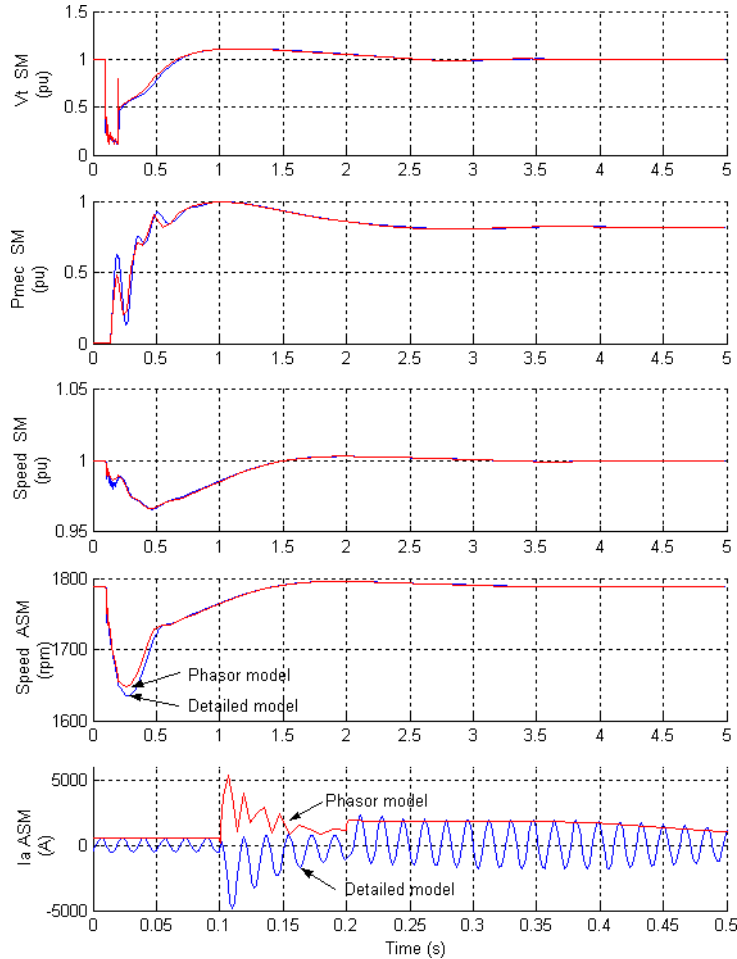 Vt SM
(pu)
1.5
1
0.5
0
0 0.5 1 1.5 2 2.5 3 3.5 4 4.5 5
Pmec SM
(pu)
1
0.5
0
0 0.5 1 1.5 2 2.5 3 3.5 4 4.5 5
Speed SM
(pu)
1.05
1
0.95
0 0.5 1 1.5 2 2.5 3 3.5 4 4.5 5
Speed ASM
(rpm)
1800
1700
1600
Phasor model
Detailed model
0 0.5 1 1.5 2 2.5 3 3.5 4 4.5 5
Ia ASM
(A)
5000
0
-5000
Phasor model
Detailed model
0 0.05 0.1 0.15 0.2 0.25 0.3 0.35 0.4 0.45 0.5
Time (s)